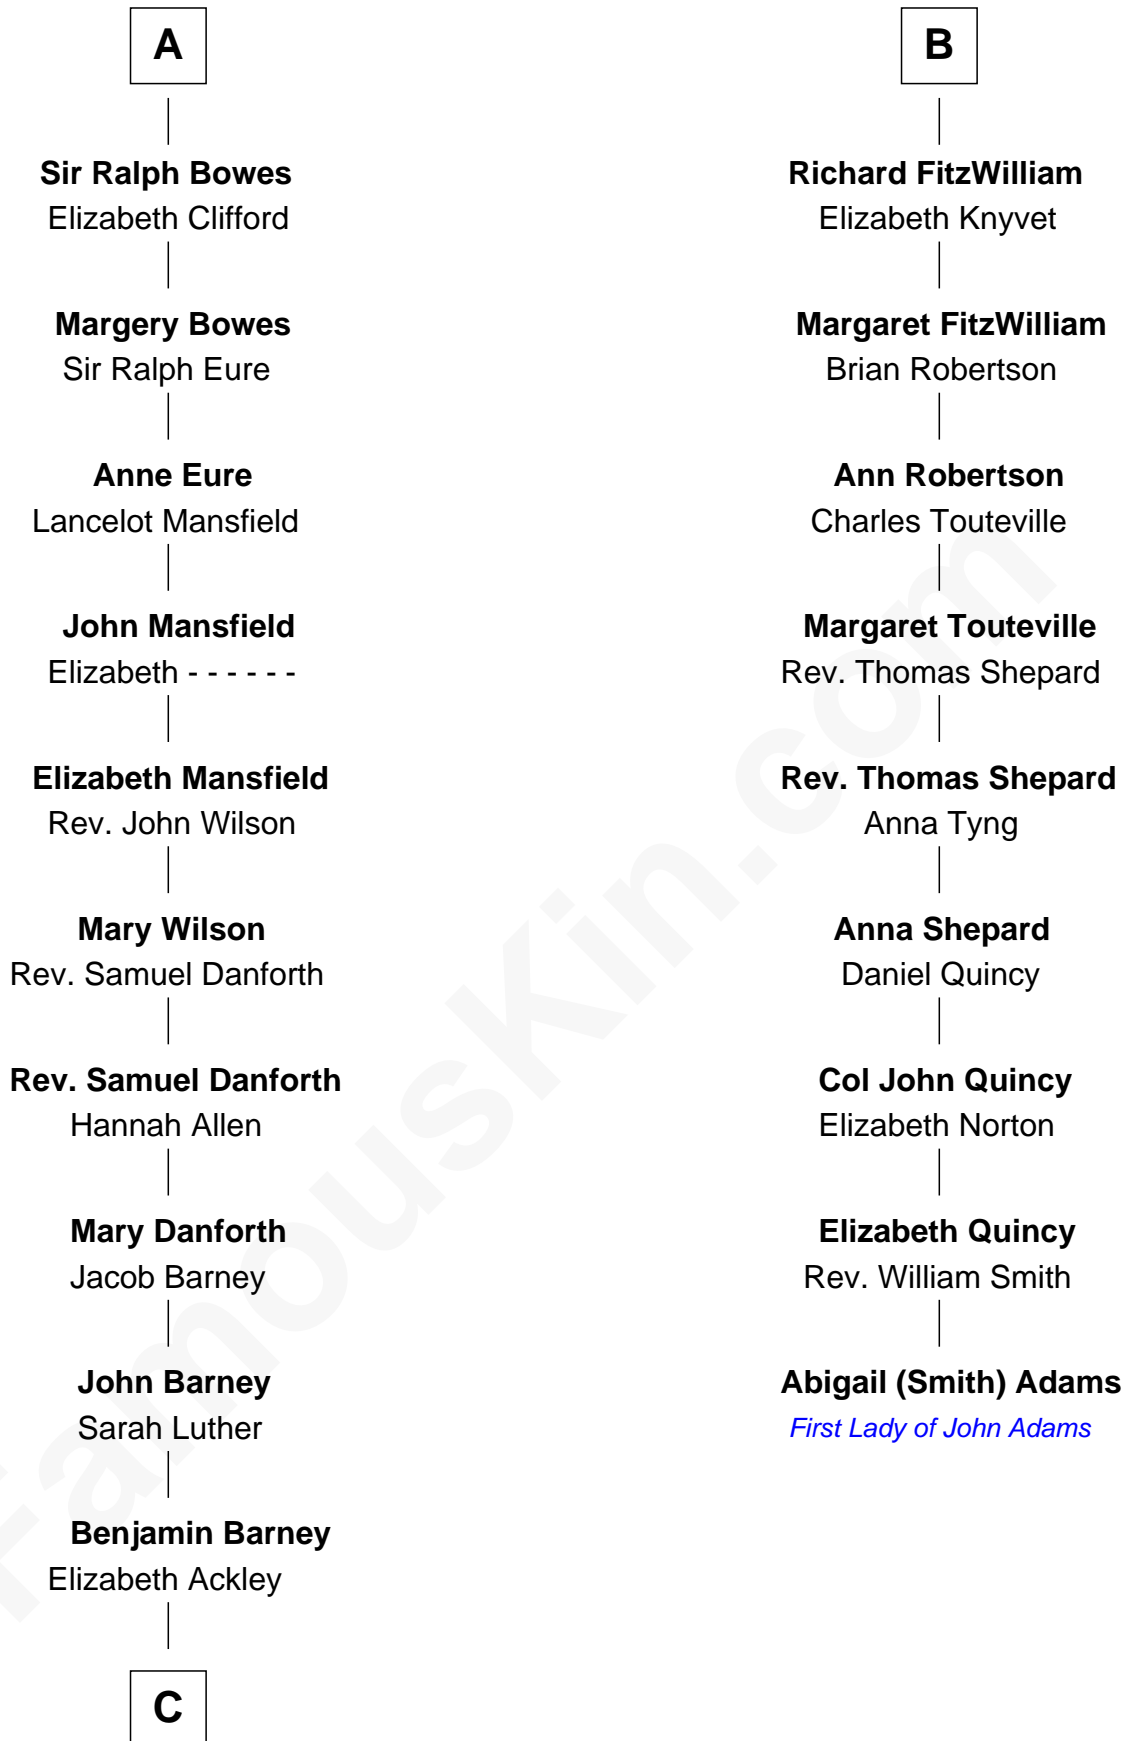 A
Sir Ralph Bowes
Elizabeth Clifford
Margery Bowes
Sir Ralph Eure
Anne Eure
Lancelot Mansfield
John Mansfield
Elizabeth - - - - - -
Elizabeth Mansfield
Rev. John Wilson
Mary Wilson
Rev. Samuel Danforth
Rev. Samuel Danforth
Hannah Allen
Mary Danforth
Jacob Barney
John Barney
Sarah Luther
Benjamin Barney
Elizabeth Ackley
C
B
Richard FitzWilliam
Elizabeth Knyvet
Margaret FitzWilliam
Brian Robertson
Ann Robertson
Charles Touteville
Margaret Touteville
Rev. Thomas Shepard
Rev. Thomas Shepard
Anna Tyng
Anna Shepard
Daniel Quincy
Col John Quincy
Elizabeth Norton
Elizabeth Quincy
Rev. William Smith
Abigail (Smith) Adams
First Lady of John Adams
FamousKin.com